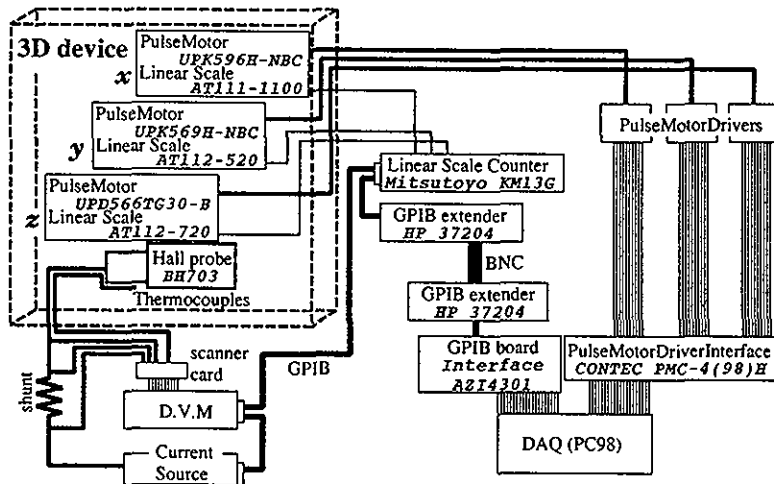 3D device
PulseMotor
UPK596H-NBC
x
Linear Scale
AT111-1100
PulseMotor
UPK569H-NBC
y
Linear Scale
AT112-520
PulseMotor
UPD566TG30-B
z
Linear Scale
AT112-720
Hall probe
BH703
Thermocouples
PulseMotorDrivers
Linear Scale Counter
Mitsutoyo KM13G
GPIB extender
HP 37204
BNC
GPIB extender
HP 37204
GPIB board
Interface
AZI4301
PulseMotorDriverInterface
CONTEC PMC-4(98)H
scanner
card
GPIB
shunt
D.V.M
Current
Source
DAQ (PC98)